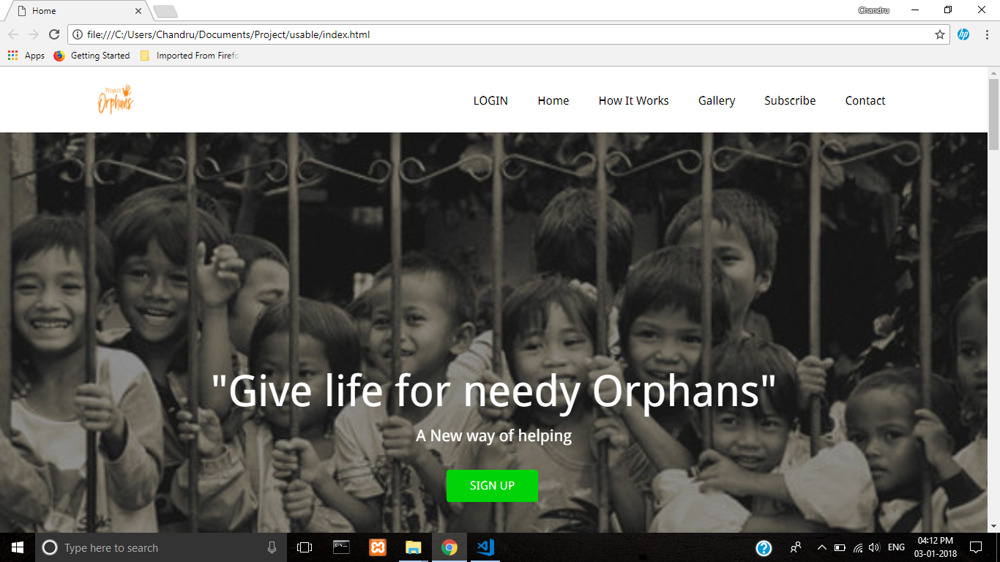 Home
Chandru
file:///C:/Users/Chandru/Documents/Project/usable/index.html
Apps Getting Started Imported From Firefo
Project
Orphans
LOGIN Home How It Works Gallery Subscribe Contact
"Give life for needy Orphans"
A New way of helping
SIGN UP
Type here to search
ENG
04:12 PM
03-01-2018